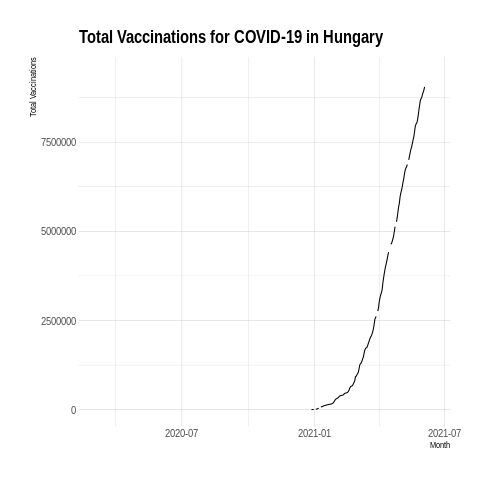 Total Vaccinations for COVID-19 in Hungary
Total Vaccinations
7500000
5000000
2500000
0
2020-07 2021-01 2021-07
Month